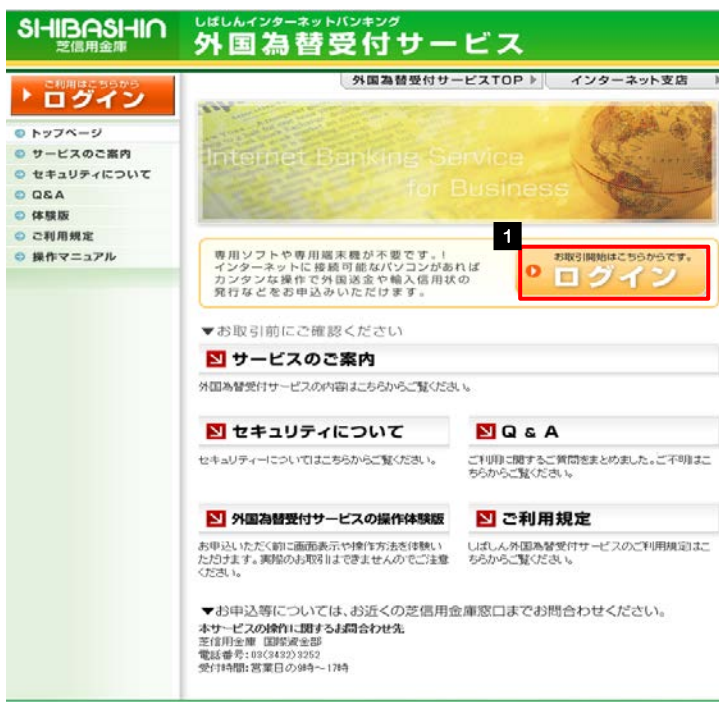 SHIBASHIN
芝信用金庫
しばしんインターネットバンキング
外国為替受付サービス
ご利用はこちらから
ログイン
外国為替受付サービスTOP
インターネット支店
トップページ
サービスのご案内
セキュリティについて
Q&A
体験版
ご利用規定
操作マニュアル
Internet Banking Service
for Business
専用ソフトや専用端末機が不要です。!
インターネットに接続可能なパソコンがあれば
カンタンな操作で外国送金や輸入信用状の
発行などをお申込みいただけます。
1
お取引開始はこちらからです。
ログイン
▼お取引前にご確認ください
サービスのご案内
外国為替受付サービスの内容はこちらからご覧ください。
セキュリティについて
セキュリティーについてはこちらからご覧ください。
Q & A
ご利用に関するご質問をまとめました。ご不明はこ
ちらからご覧ください。
外国為替受付サービスの操作体験版
お申込いただく前に画面表示や操作方法を体験い
ただけます。実際のお取引はできませんのでご注意
ください。
ご利用規定
しばしん外国為替受付サービスのご利用規定はこ
ちらからご覧ください。
▼お申込等については、お近くの芝信用金庫窓口までお問合わせください。
本サービスの操作に関するお問合わせ先
芝信用金庫 国際資金部
電話番号:03(3432)3252
受付時間:営業日の9時～17時